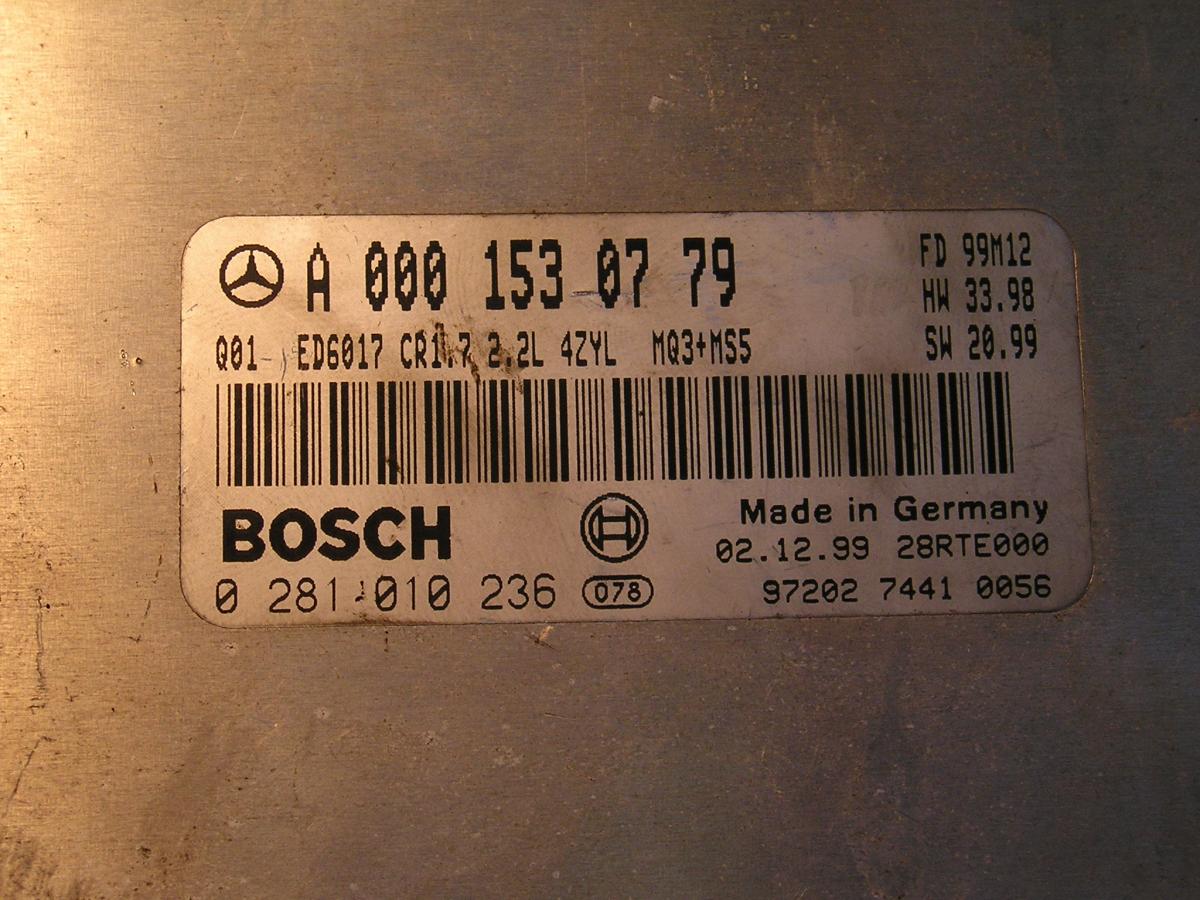 A 000 153 07 79
FD 99M12
HW 33.98
SW 20.99
Q01 ED6017 CR1.7 2.2L 4ZYL MQ3+MS5
BOSCH
Made in Germany
02.12.99 28RTE000
0 281 010 236 078
97202 7441 0056